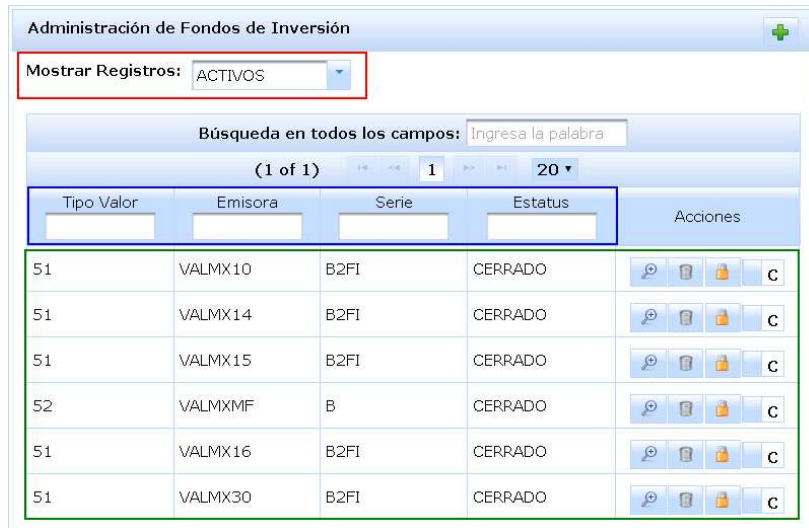 Administración de Fondos de Inversión
Mostrar Registros: ACTIVOS
Búsqueda en todos los campos: Ingresa la palabra
(1 of 1) 1 20
Tipo Valor Emisora Serie Estatus Acciones
51 VALMX10 B2FI CERRADO C
51 VALMX14 B2FI CERRADO C
51 VALMX15 B2FI CERRADO C
52 VALMXMF B CERRADO C
51 VALMX16 B2FI CERRADO C
51 VALMX30 B2FI CERRADO C